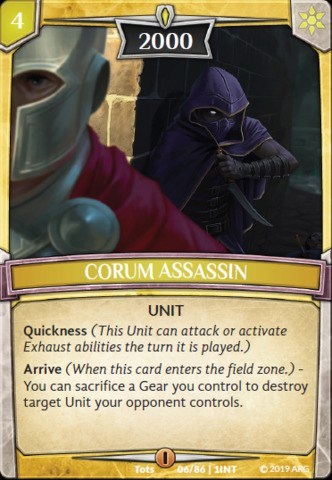 4
2000
CORUM ASSASSIN
UNIT
Quickness (This Unit can attack or activate
Exhaust abilities the turn it is played.)
Arrive (When this card enters the field zone.) -
You can sacrifice a Gear you control to destroy
target Unit your opponent controls.
Tots I 06/86 | 1INT © 2019 ARG